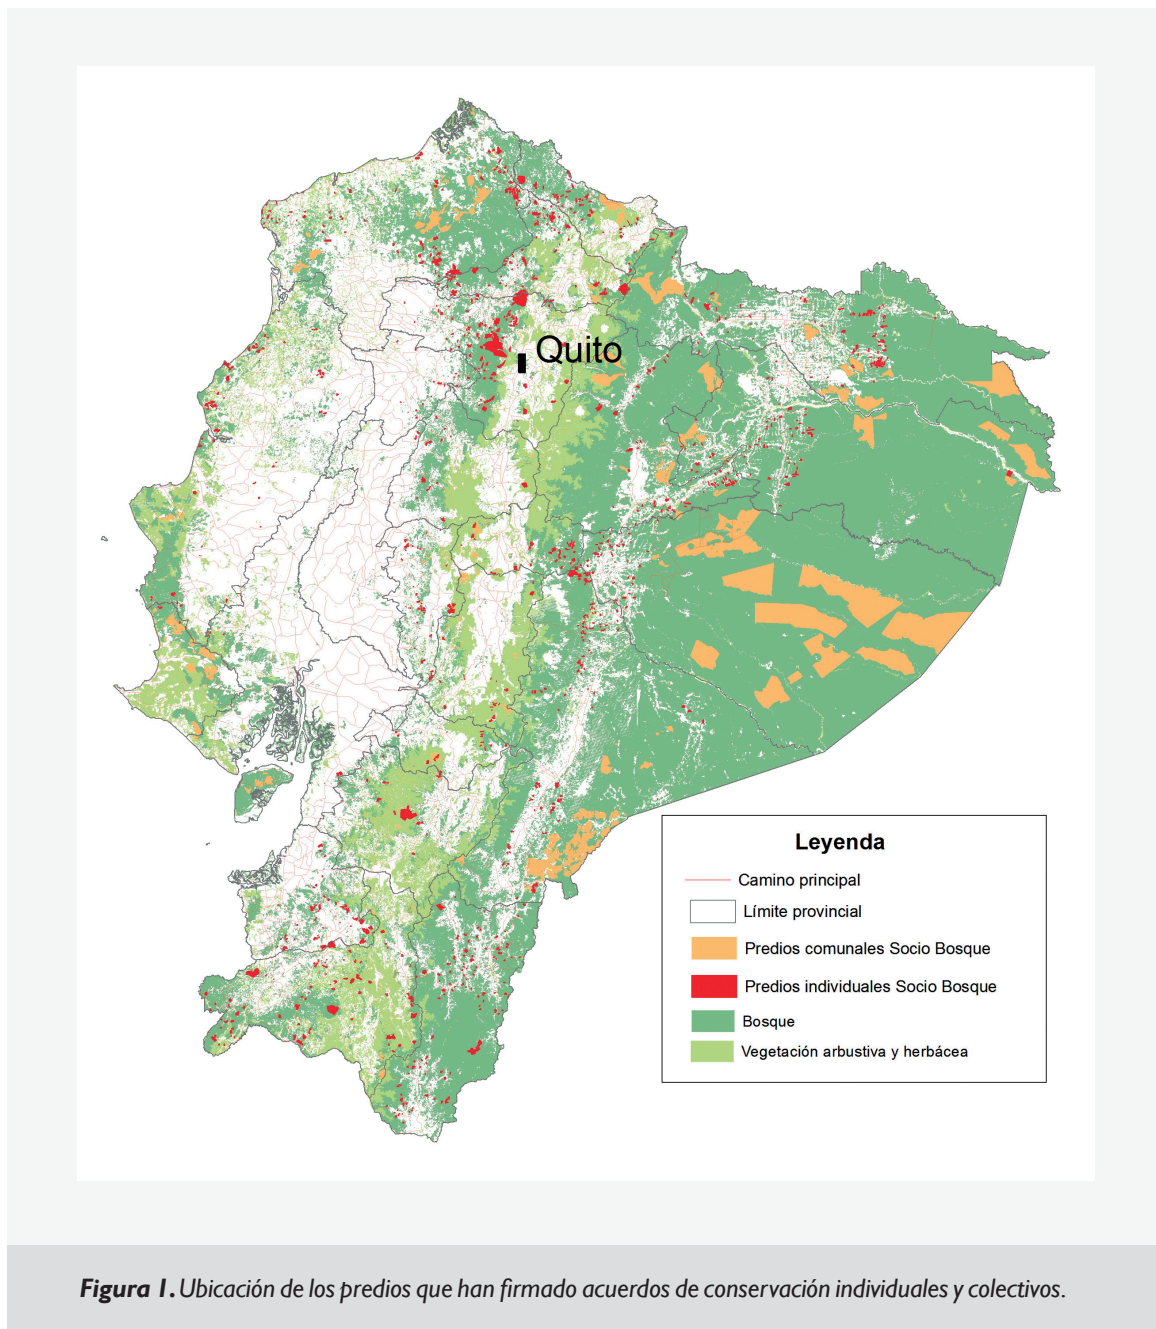 Quito
Leyenda
Camino principal
Límite provincial
Predios comunales Socio Bosque
Predios individuales Socio Bosque
Bosque
Vegetación arbustiva y herbácea
Figura 1. Ubicación de los predios que han firmado acuerdos de conservación individuales y colectivos.